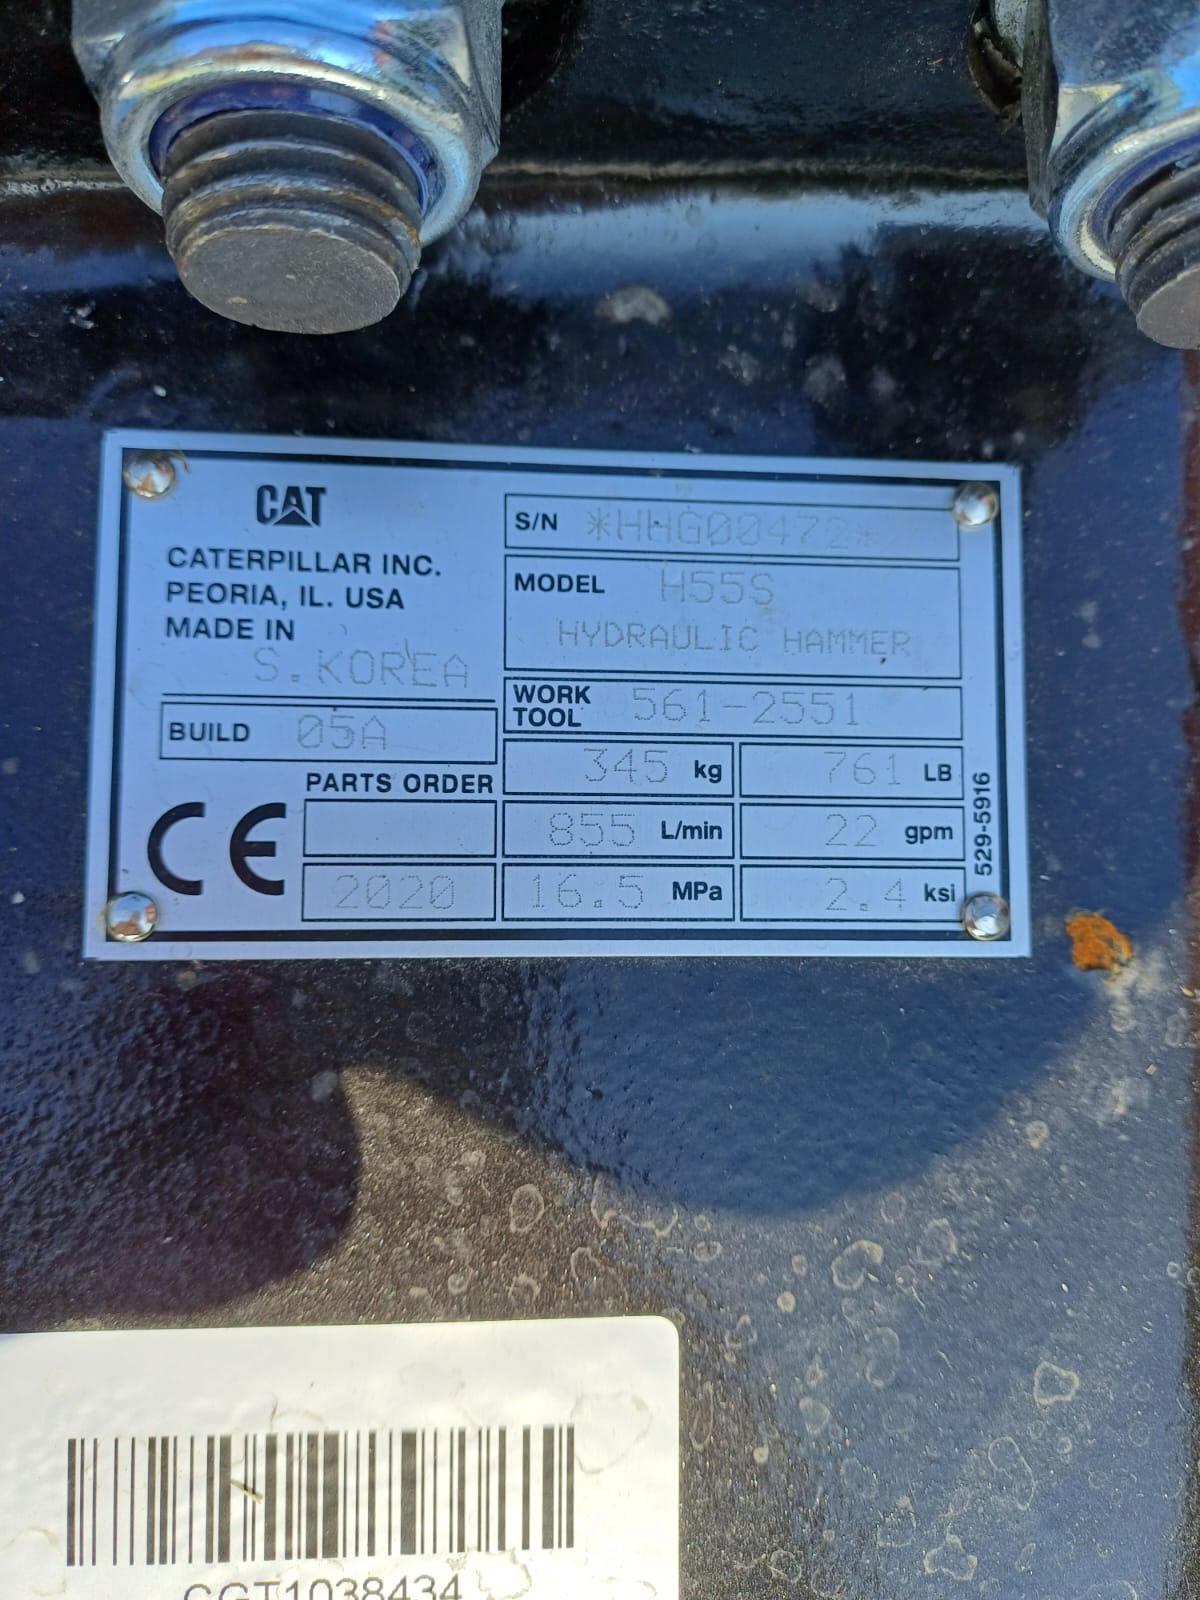 CAT
CATERPILLAR INC.
PEORIA, IL. USA
MADE IN
S. KOREA
BUILD 05A
PARTS ORDER
2020
CE
S/N *HHG00472*
MODEL H55S
HYDRAULIC HAMMER
WORK TOOL 561-2551
345 kg 761 LB
855 L/min 22 gpm
16.5 MPa 2.4 ksi
529-5916
CGT1038434